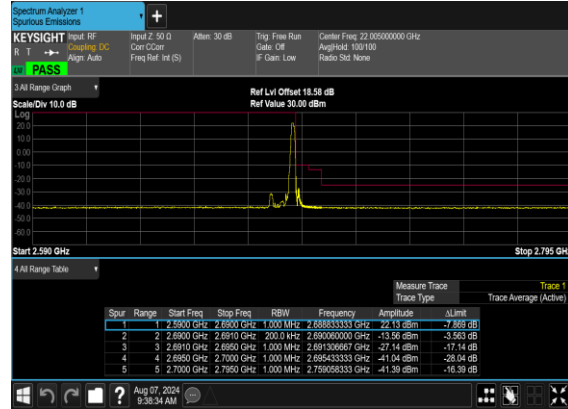 Spectrum Analyzer 1
Spurious Emissions
+
KEYSIGHT Input: RF Input Z: 50 Ω Atten: 30 dB Trig: Free Run Center Freq: 22.005000000 GHz
R T Coupling: DC Corr CCorr Gate: Off Avg|Hold: 100/100
Align: Auto Freq Ref: Int (S) IF Gain: Low Radio Std: None
LM PASS
3 All Range Graph
Ref Lvl Offset 18.58 dB
Scale/Div 10.0 dB Ref Value 30.00 dBm
Log
20.0
10.0
0.00
-10.0
-20.0
-30.0
-40.0
-50.0
-60.0
Start 2.590 GHz Stop 2.795 GHz
4 All Range Table
Measure Trace Trace 1
Trace Type Trace Average (Active)
Spur Range Start Freq Stop Freq RBW Frequency Amplitude ΔLimit
1 1 2.5900 GHz 2.6900 GHz 1.000 MHz 2.688833333 GHz 22.13 dBm -7.869 dB
2 2 2.6900 GHz 2.6910 GHz 200.0 kHz 2.690060000 GHz -13.56 dBm -3.563 dB
3 3 2.6910 GHz 2.6950 GHz 1.000 MHz 2.691306667 GHz -27.14 dBm -17.14 dB
4 4 2.6950 GHz 2.7000 GHz 1.000 MHz 2.695433333 GHz -41.04 dBm -28.04 dB
5 5 2.7000 GHz 2.7950 GHz 1.000 MHz 2.759058333 GHz -41.39 dBm -16.39 dB
? Aug 07, 2024
9:38:34 AM